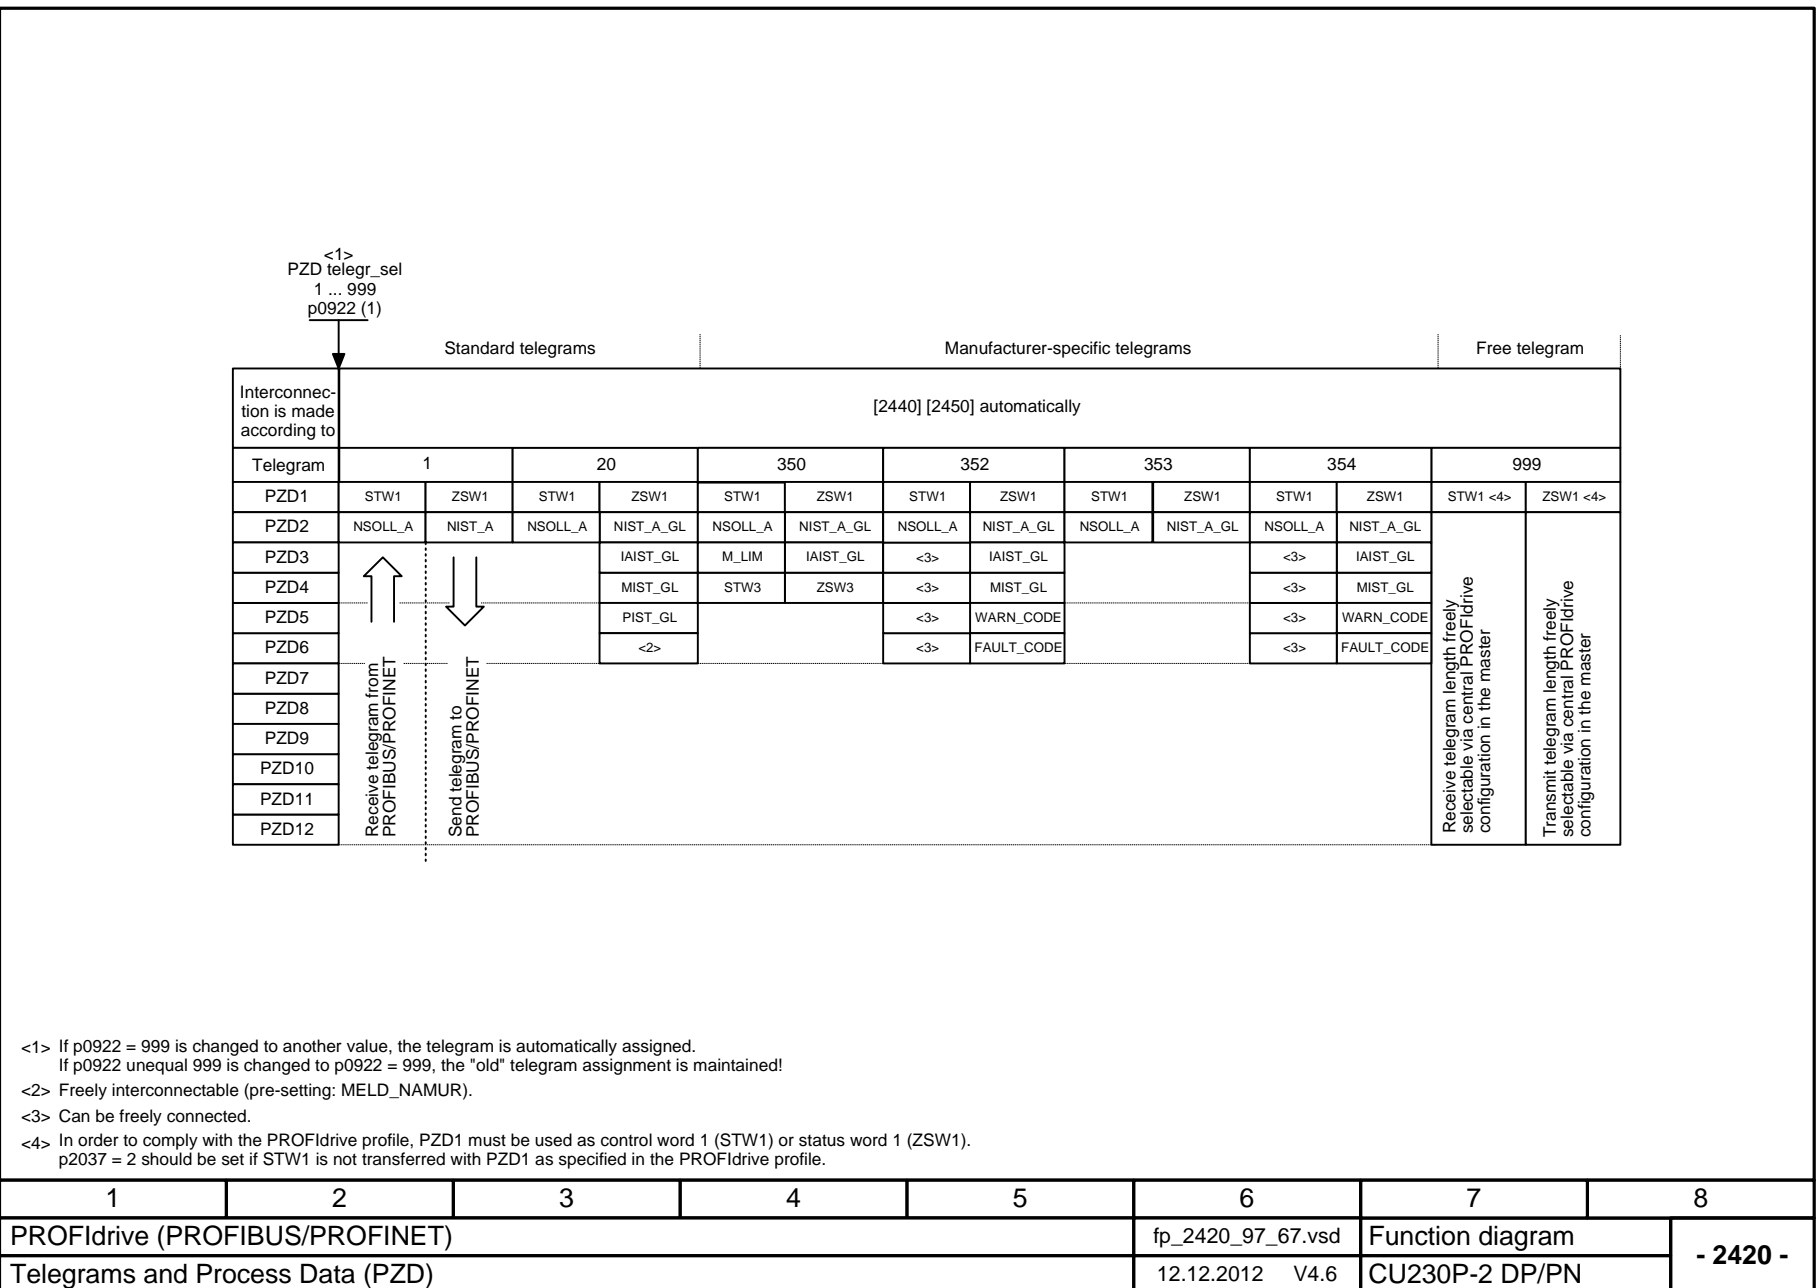 <1>
PZD telegr_sel
1 ... 999
p0922 (1)
Standard telegrams Manufacturer-specific telegrams Free telegram
Interconnec-
tion is made
according to
[2440] [2450] automatically
Telegram 1 20 350 352 353 354 999
PZD1 STW1 ZSW1 STW1 ZSW1 STW1 ZSW1 STW1 ZSW1 STW1 ZSW1 STW1 ZSW1 STW1 <4> ZSW1 <4>
PZD2 NSOLL_A NIST_A NSOLL_A NIST_A_GL NSOLL_A NIST_A_GL NSOLL_A NIST_A_GL NSOLL_A NIST_A_GL NSOLL_A NIST_A_GL
PZD3 IAIST_GL M_LIM IAIST_GL <3> IAIST_GL <3> IAIST_GL
PZD4 MIST_GL STW3 ZSW3 <3> MIST_GL <3> MIST_GL
PZD5 PIST_GL <3> WARN_CODE <3> WARN_CODE
PZD6 <2> <3> FAULT_CODE <3> FAULT_CODE
PZD7
PZD8
PZD9
PZD10
PZD11
PZD12
Receive telegram from
PROFIBUS/PROFINET
Send telegram to
PROFIBUS/PROFINET
Receive telegram length freely
selectable via central PROFIdrive
configuration in the master
Transmit telegram length freely
selectable via central PROFIdrive
configuration in the master
<1> If p0922 = 999 is changed to another value, the telegram is automatically assigned.
If p0922 unequal 999 is changed to p0922 = 999, the "old" telegram assignment is maintained!
<2> Freely interconnectable (pre-setting: MELD_NAMUR).
<3> Can be freely connected.
<4> In order to comply with the PROFIdrive profile, PZD1 must be used as control word 1 (STW1) or status word 1 (ZSW1).
p2037 = 2 should be set if STW1 is not transferred with PZD1 as specified in the PROFIdrive profile.
1 2 3 4 5 6 7 8
PROFIdrive (PROFIBUS/PROFINET) fp_2420_97_67.vsd Function diagram
- 2420 -
Telegrams and Process Data (PZD) 12.12.2012 V4.6 CU230P-2 DP/PN